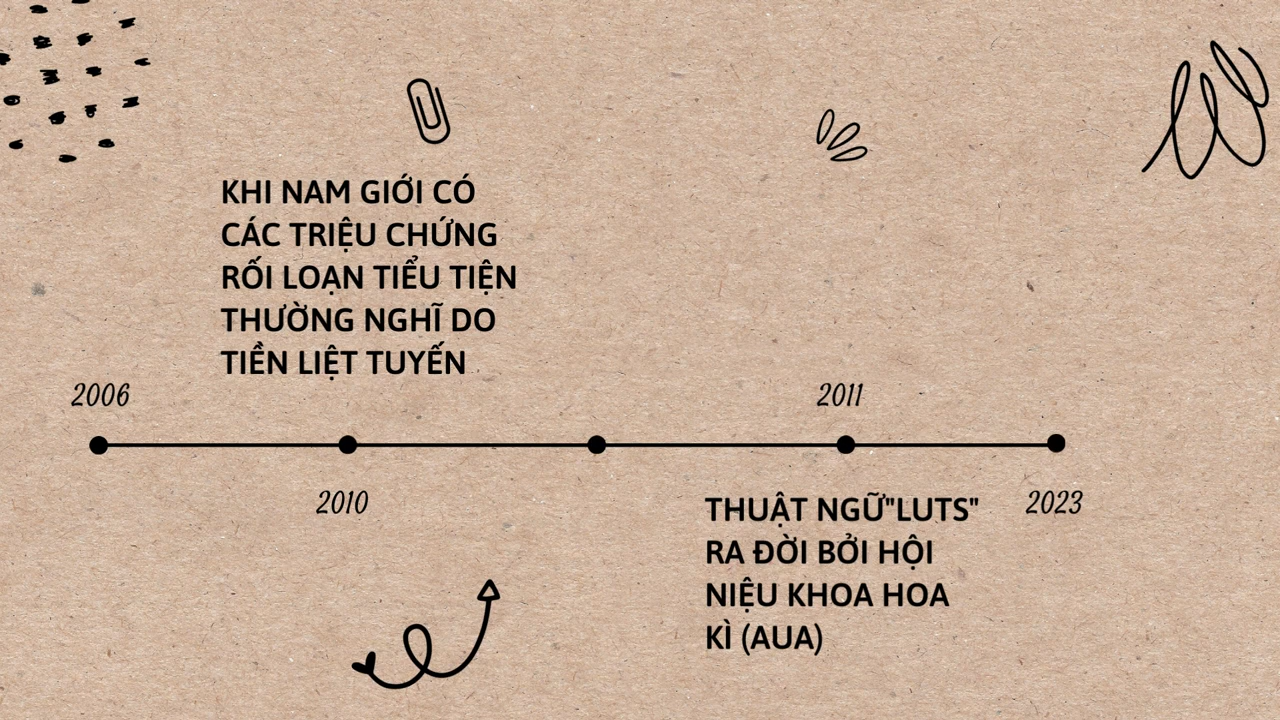 KHI NAM GIỚI CÓ
CÁC TRIỆU CHỨNG
RỐI LOẠN TIỂU TIỆN
THƯỜNG NGHĨ DO
TIỀN LIỆT TUYẾN
2006
2011
2010
THUẬT NGỮ"LUTS"
RA ĐỜI BỞI HỘI
NIỆU KHOA HOA
KÌ (AUA)
2023